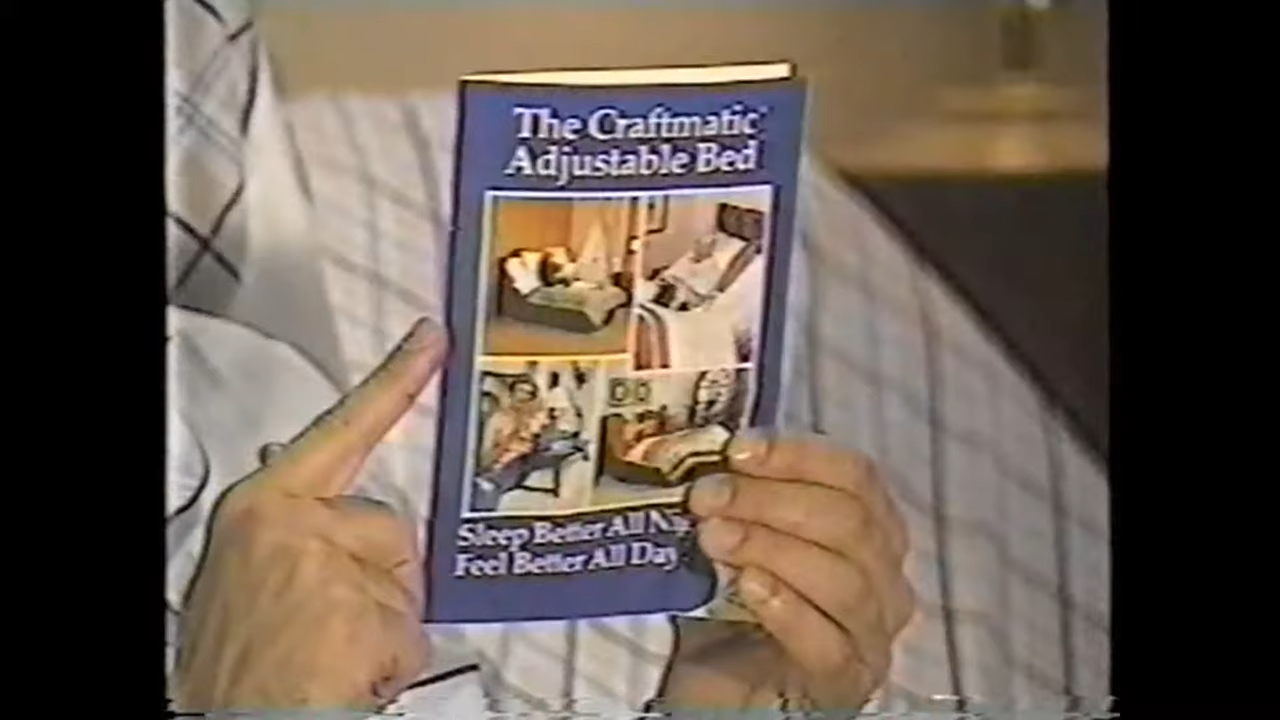 The Craftmatic
Adjustable Bed
Sleep Better All
Feel Better All Day